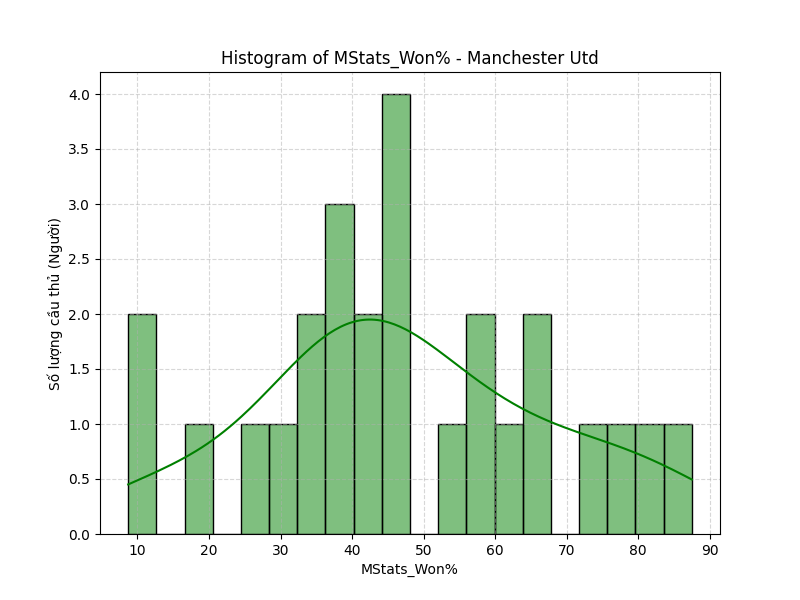 Histogram of MStats_Won% - Manchester Utd
Số lượng cầu thủ (Người)
4.0
3.5
3.0
2.5
2.0
1.5
1.0
0.5
0.0
10 20 30 40 50 60 70 80 90
MStats_Won%